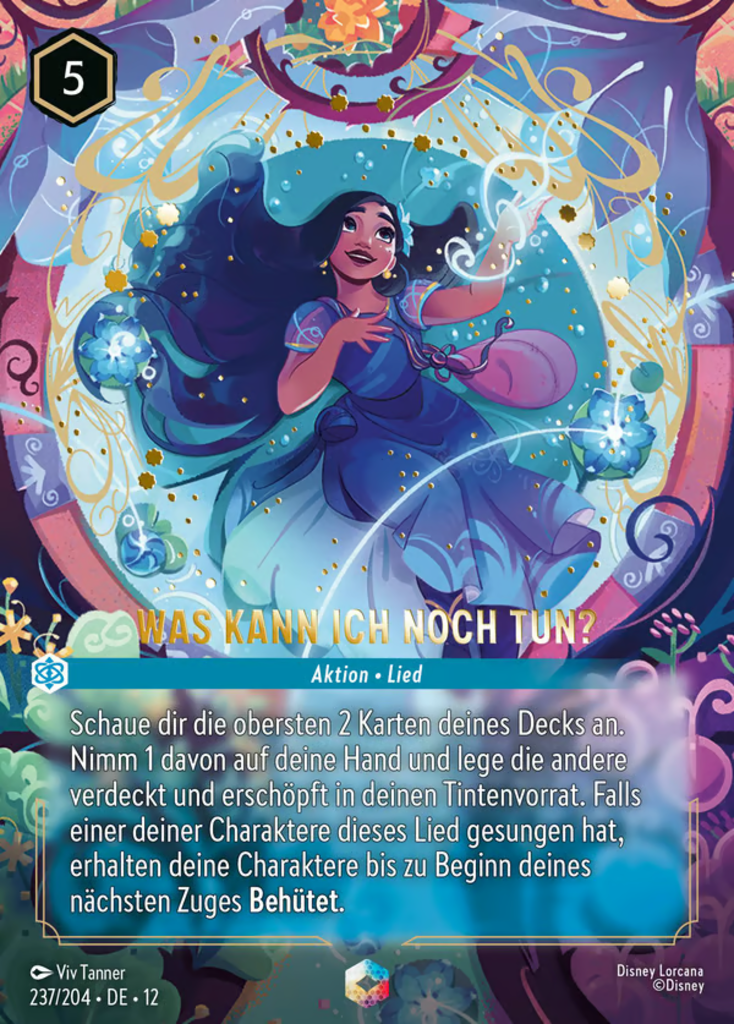 5
WAS KANN ICH NOCH TUN?
Aktion • Lied
Schaue dir die obersten 2 Karten deines Decks an.
Nimm 1 davon auf deine Hand und lege die andere
verdeckt und erschöpft in deinen Tintenvorrat. Falls
einer deiner Charaktere dieses Lied gesungen hat,
erhalten deine Charaktere bis zu Beginn deines
nächsten Zuges Behütet.
Viv Tanner
237/204 • DE • 12
Disney Lorcana
©Disney